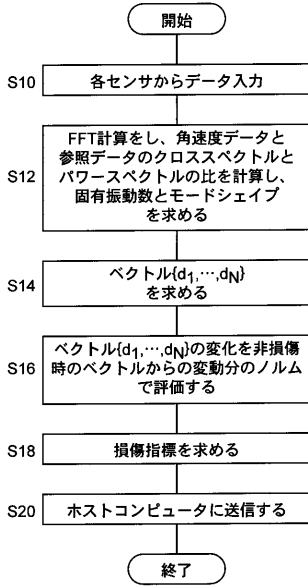 開始
S10
各センサからデータ入力
S12
FFT計算をし、角速度データと
参照データのクロススペクトルと
パワースペクトルの比を計算し、
固有振動数とモードシェイプ
を求める
S14
ベクトル{d1,…,dN}
を求める
S16
ベクトル{d1,…,dN}の変化を非損傷
時のベクトルからの変動分のノルム
で評価する
S18
損傷指標を求める
S20
ホストコンピュータに送信する
終了